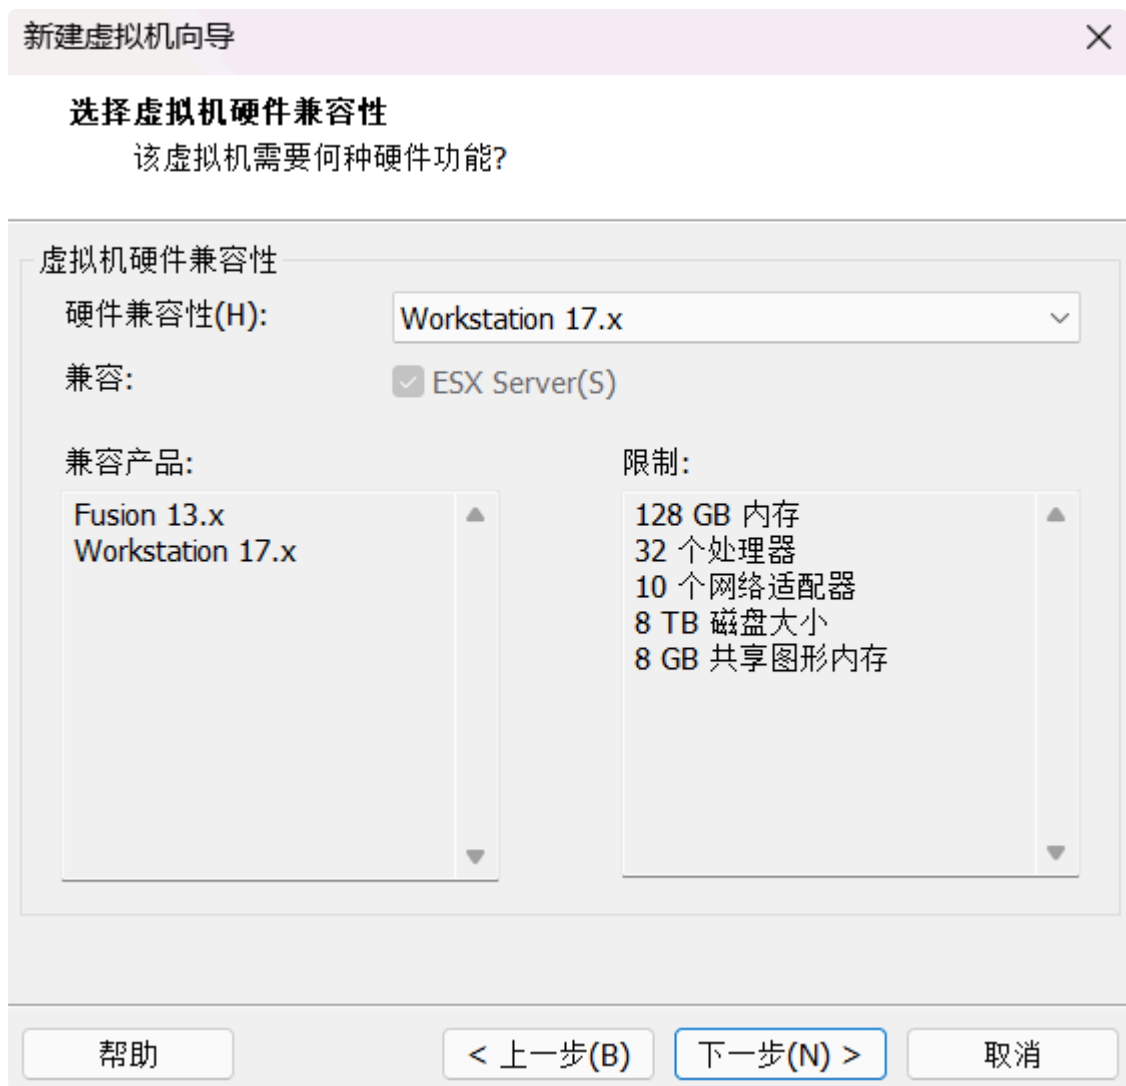 新建虚拟机向导
选择虚拟机硬件兼容性
该虚拟机需要何种硬件功能?
虚拟机硬件兼容性
硬件兼容性(H): Workstation 17.x
兼容: ESX Server(S)
兼容产品:
Fusion 13.x
Workstation 17.x
限制:
128 GB 内存
32 个处理器
10 个网络适配器
8 TB 磁盘大小
8 GB 共享图形内存
帮助 < 上一步(B) 下一步(N) > 取消